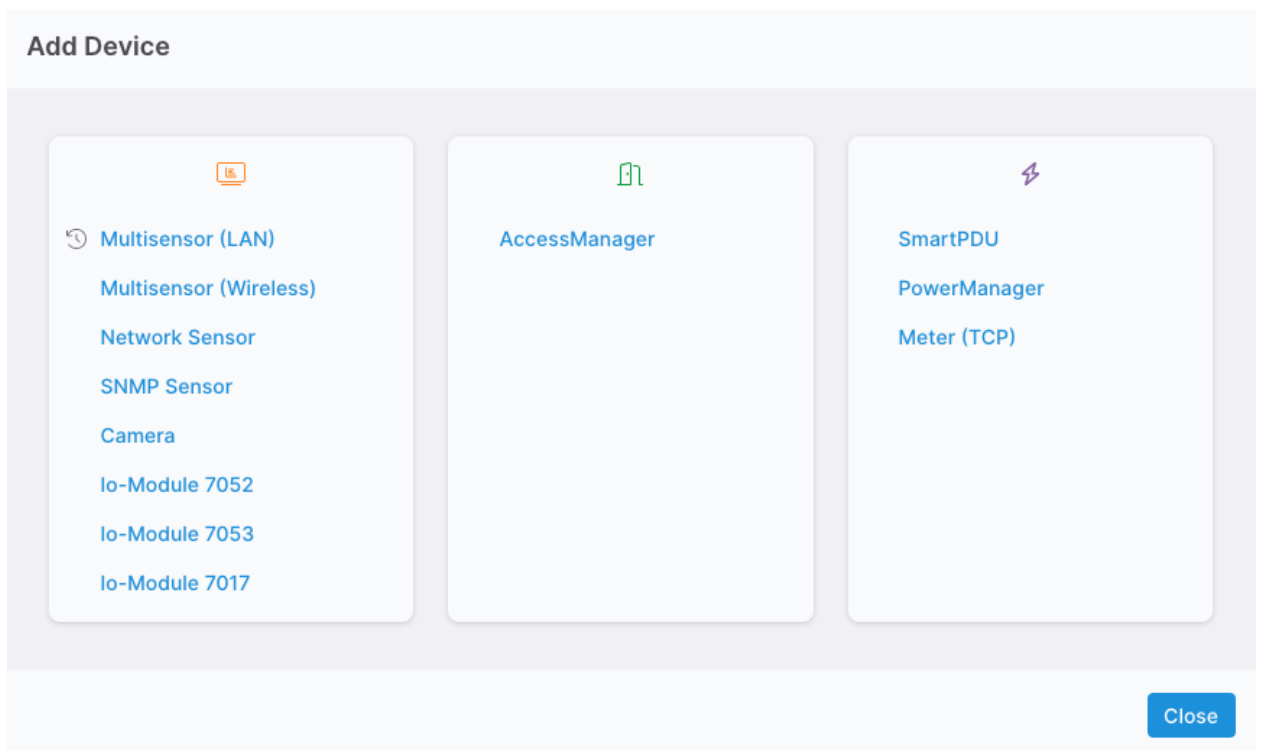 Add Device
Multisensor (LAN)
Multisensor (Wireless)
Network Sensor
SNMP Sensor
Camera
Io-Module 7052
Io-Module 7053
Io-Module 7017
AccessManager
SmartPDU
PowerManager
Meter (TCP)
Close